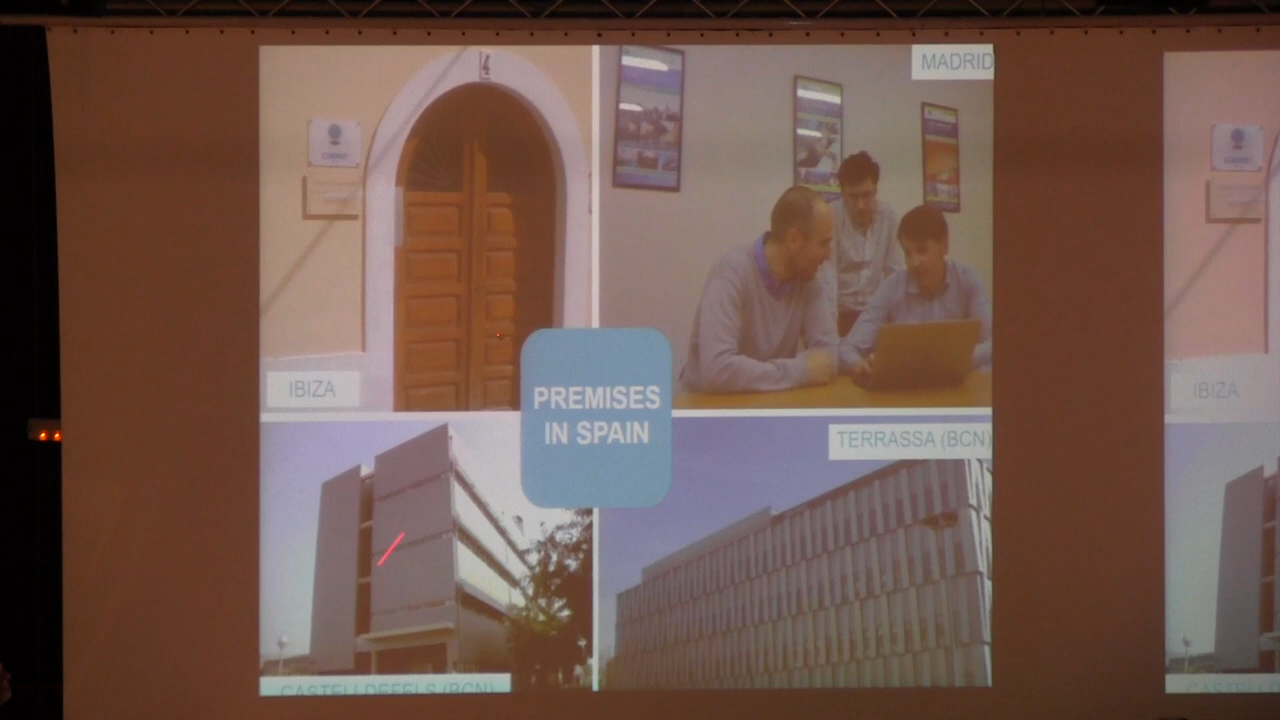 4
MADRID
IBIZA
PREMISES
IN SPAIN
TERRASSA (BCN)
CASTELLDEFELS (BCN)
IBIZA